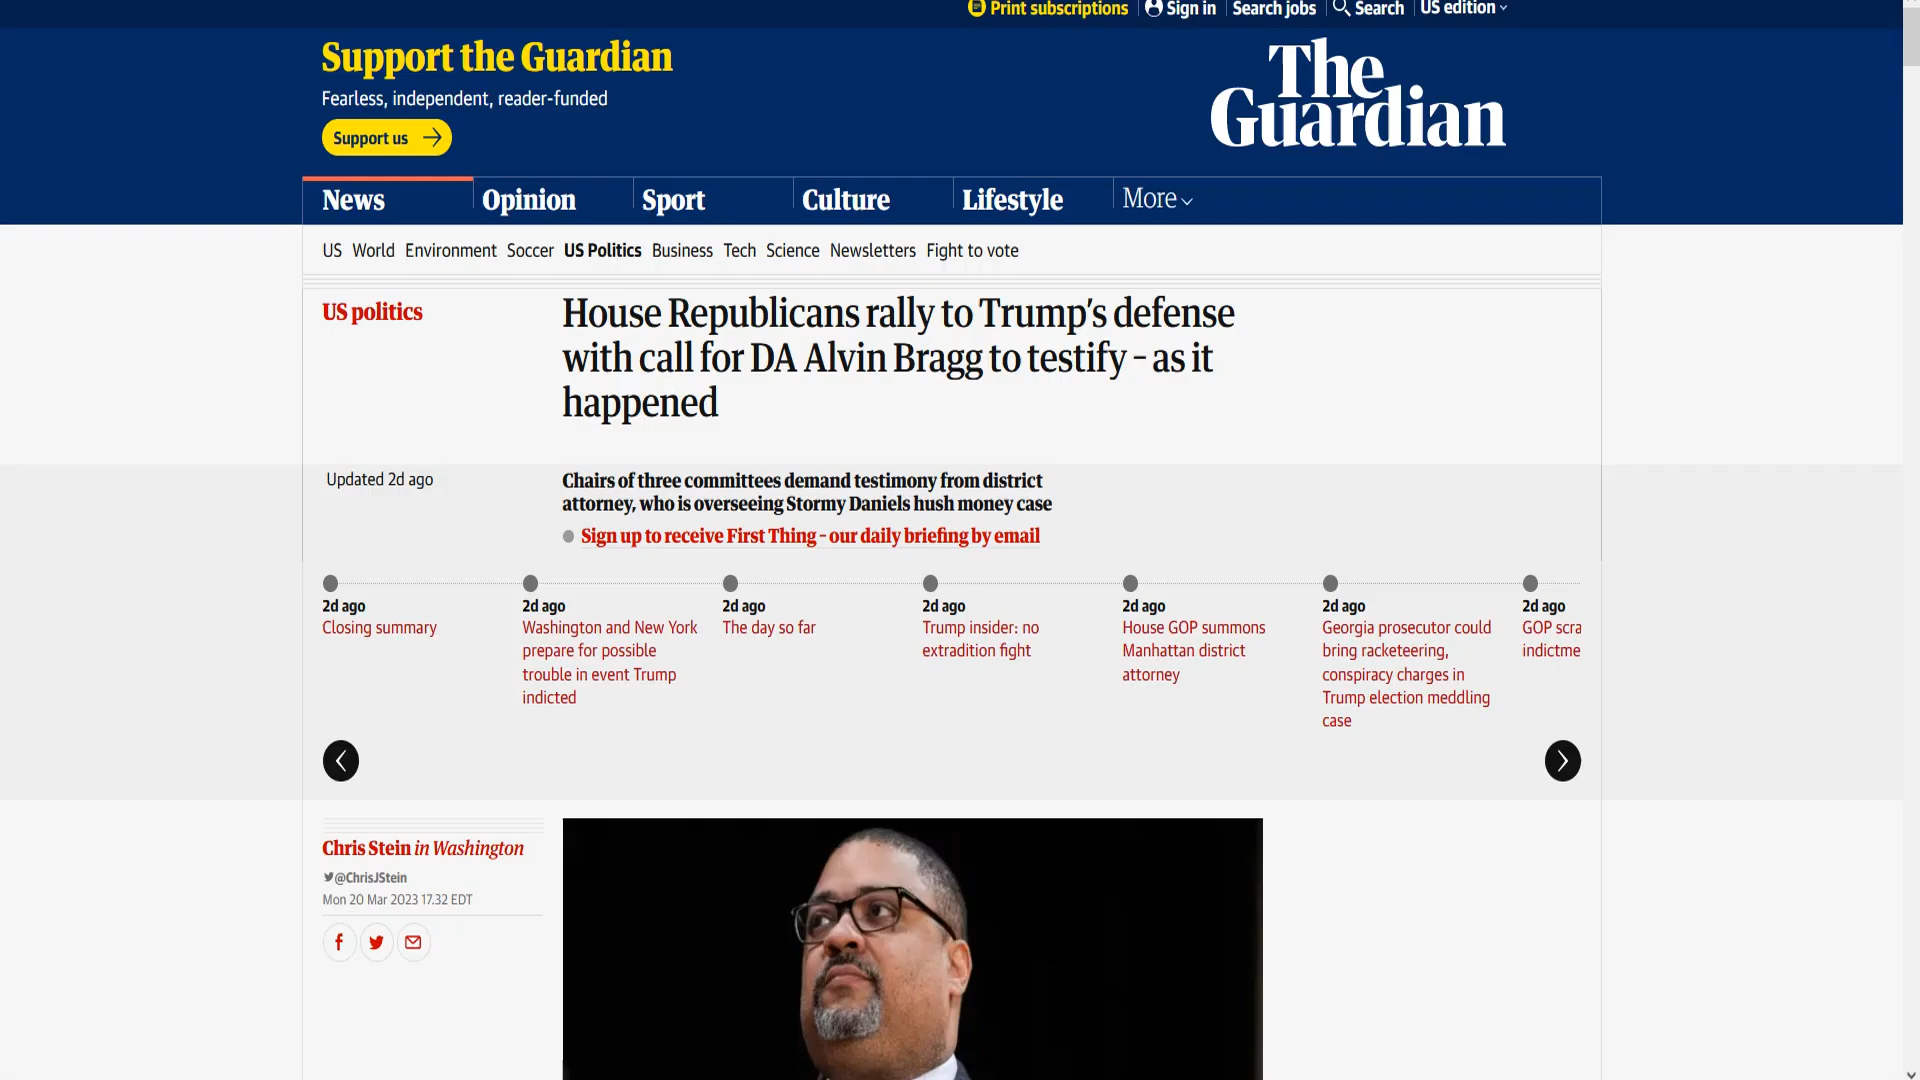 Print subscriptions
Sign in
Search jobs
Search
US edition
Support the Guardian
Fearless, independent, reader-funded
Support us
The
Guardian
News
Opinion
Sport
Culture
Lifestyle
More
US World Environment Soccer US Politics Business Tech Science Newsletters Fight to vote
US politics
House Republicans rally to Trump’s defense
with call for DA Alvin Bragg to testify – as it
happened
Updated 2d ago
Chairs of three committees demand testimony from district
attorney, who is overseeing Stormy Daniels hush money case
Sign up to receive First Thing – our daily briefing by email
2d ago
Closing summary
2d ago
Washington and New York
prepare for possible
trouble in event Trump
indicted
2d ago
The day so far
2d ago
Trump insider: no
extradition fight
2d ago
House GOP summons
Manhattan district
attorney
2d ago
Georgia prosecutor could
bring racketeering,
conspiracy charges in
Trump election meddling
case
2d ago
GOP scra
indictme
Chris Stein in Washington
@ChrisJStein
Mon 20 Mar 2023 17.32 EDT